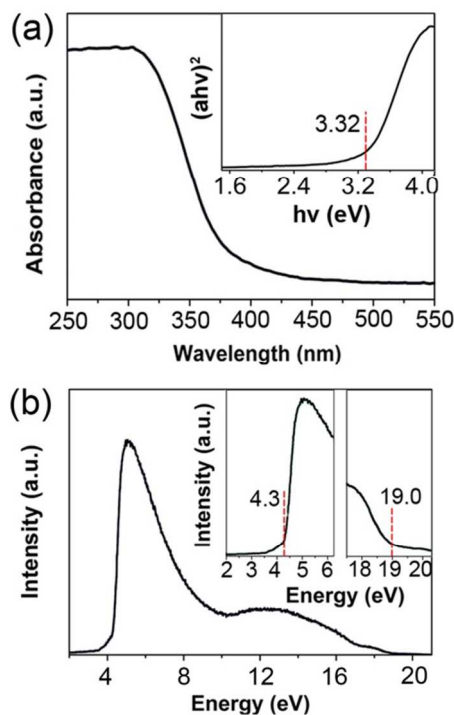 (a)
Absorbance (a.u.)
(ahv)²
3.32
1.6 2.4 3.2 4.0
hv (eV)
250 300 350 400 450 500 550
Wavelength (nm)
(b)
Intensity (a.u.)
Intensity (a.u.)
4.3
19.0
2 3 4 5 6 18 19 20
Energy (eV)
4 8 12 16 20
Energy (eV)